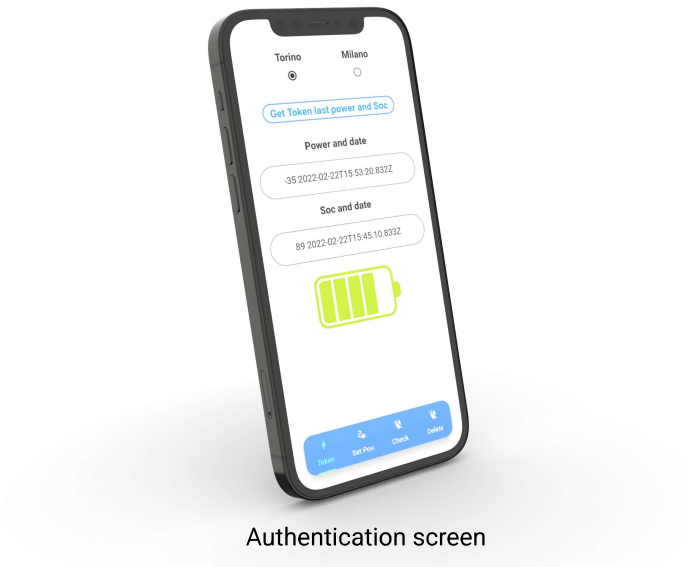 Torino Milano
Get Token last power and Soc
Power and date
-35 2022-02-22T15:53:20.832Z
Soc and date
89 2022-02-22T15:45:10.833Z
Token Set Pow Check Delete
Authentication screen